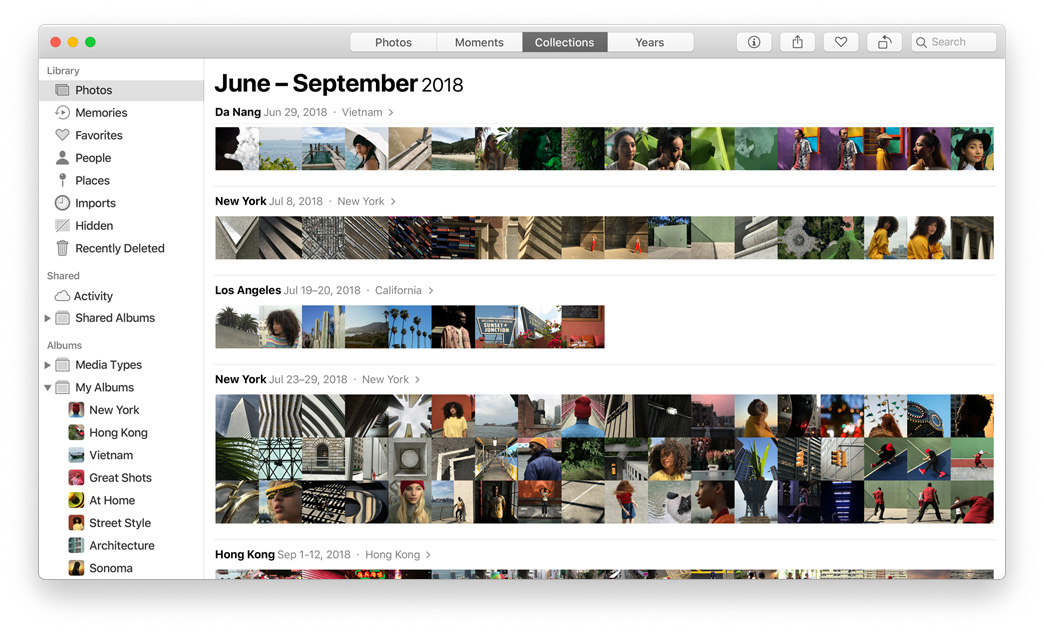 Photos Moments Collections Years Search
Library
Photos
Memories
Favorites
People
Places
Imports
Hidden
Recently Deleted
Shared
Activity
Shared Albums
Albums
Media Types
My Albums
New York
Hong Kong
Vietnam
Great Shots
At Home
Street Style
Architecture
Sonoma
June – September 2018
Da Nang Jun 29, 2018 · Vietnam >
New York Jul 8, 2018 · New York >
Los Angeles Jul 19–20, 2018 · California >
SUNSET
JUNCTION
New York Jul 23–29, 2018 · New York >
Hong Kong Sep 1-12, 2018 · Hong Kong >